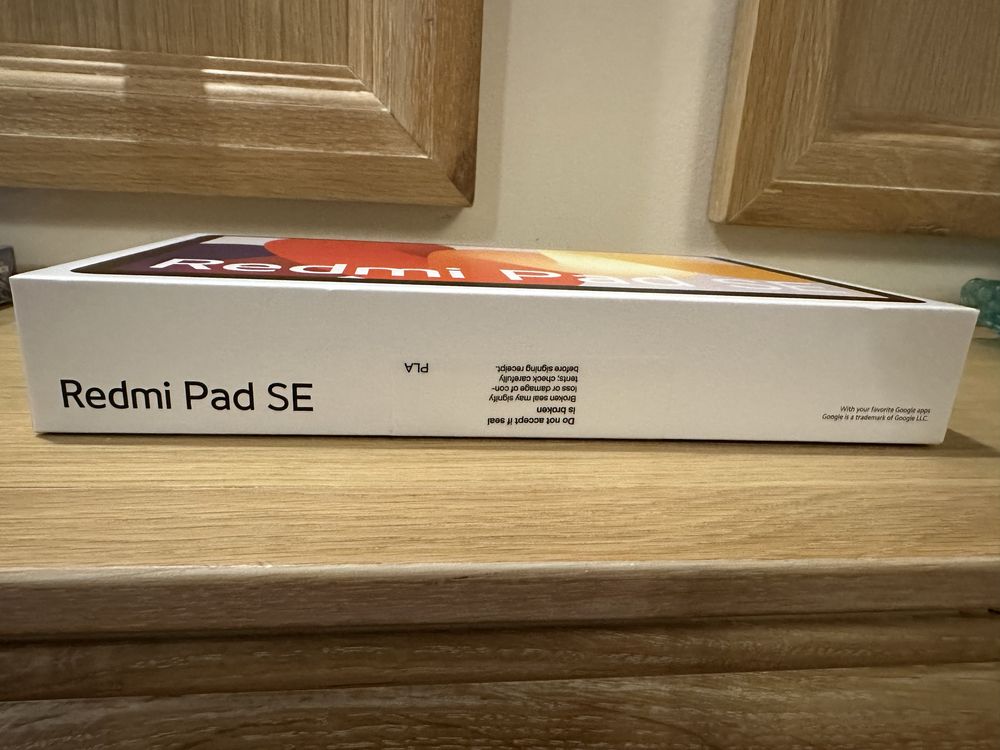 Redmi Pad SE
Redmi Pad SE
PLA
Do not accept if seal
is broken
Broken seal may signify
loss or damage of con-
tents; check carefully
before signing receipt.
With your favorite Google apps
Google is a trademark of Google LLC.